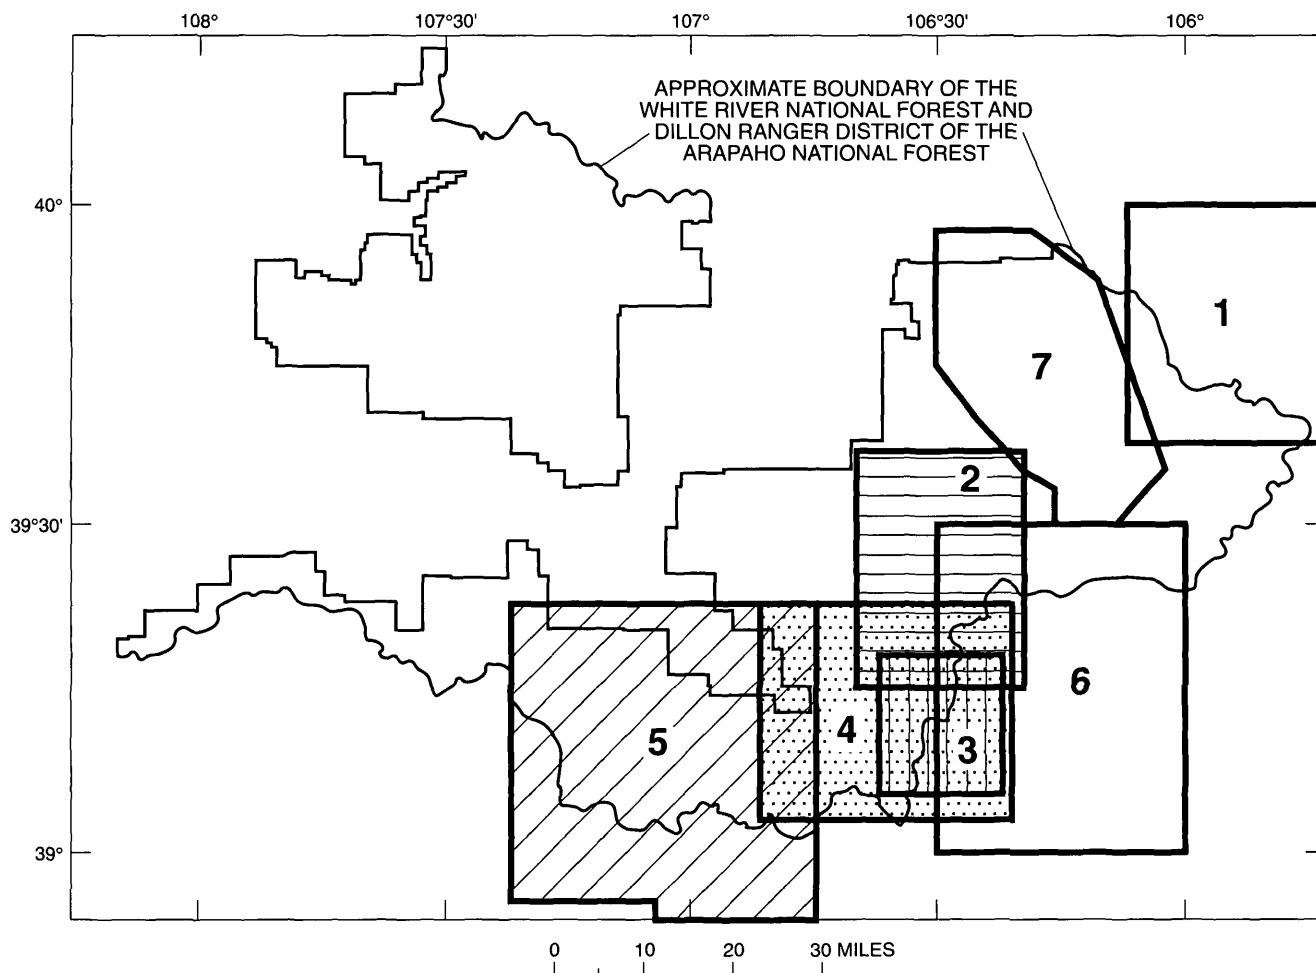 108° 107°30' 107° 106°30' 106°
APPROXIMATE BOUNDARY OF THE
WHITE RIVER NATIONAL FOREST AND
DILLON RANGER DISTRICT OF THE
ARAPAHO NATIONAL FOREST
40°
1
7
2
39°30'
6
5
4
3
39°
0 10 20 30 MILES